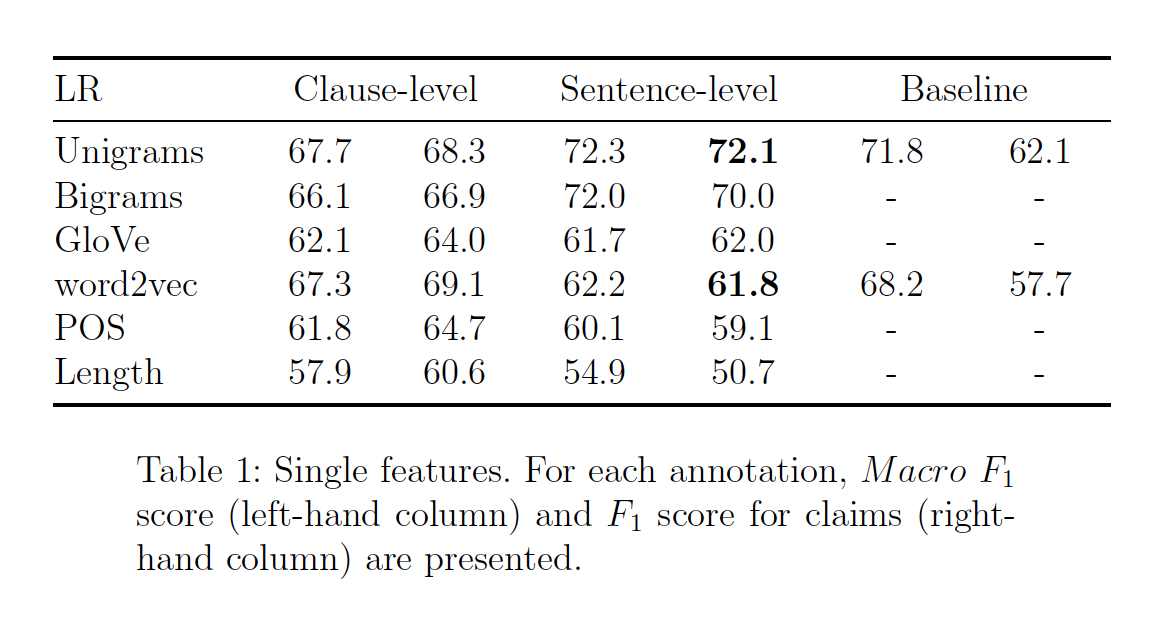 LR Clause-level Sentence-level Baseline
Unigrams 67.7 68.3 72.3 72.1 71.8 62.1
Bigrams 66.1 66.9 72.0 70.0 - -
GloVe 62.1 64.0 61.7 62.0 - -
word2vec 67.3 69.1 62.2 61.8 68.2 57.7
POS 61.8 64.7 60.1 59.1 - -
Length 57.9 60.6 54.9 50.7 - -
Table 1: Single features. For each annotation, Macro F1
score (left-hand column) and F1 score for claims (right-
hand column) are presented.